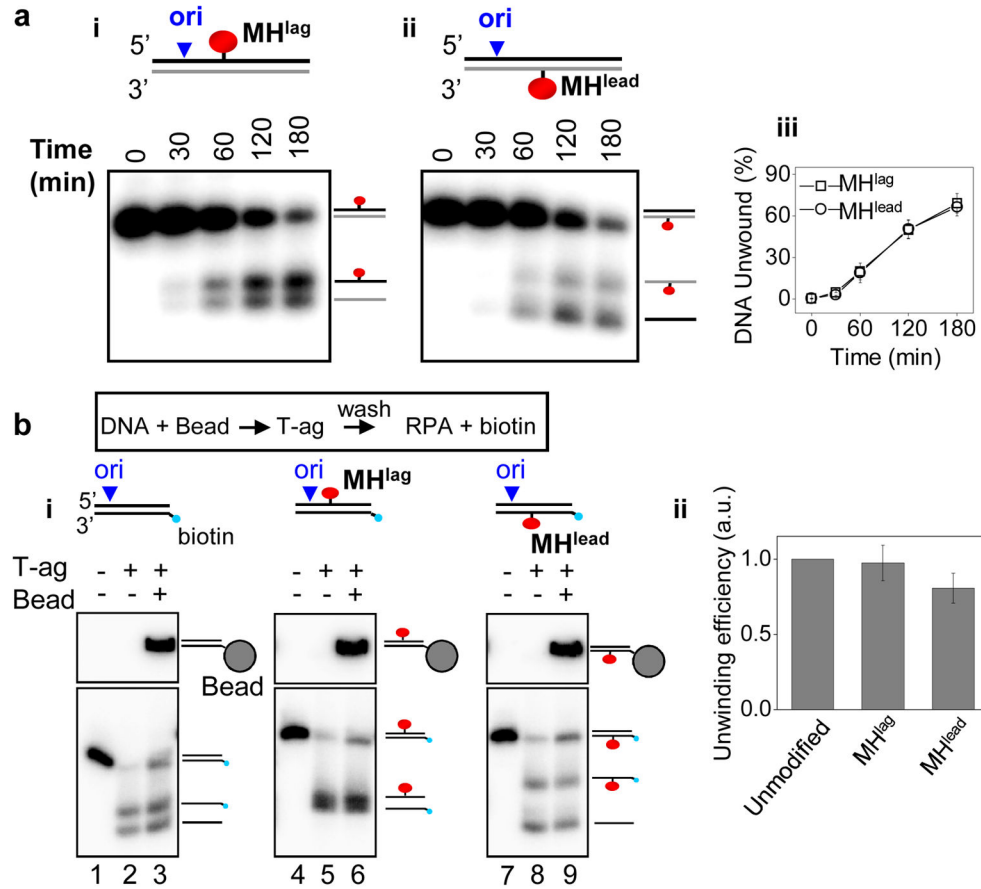 a
i
ori
MH^lag
5’
3’
ii
ori
5’
3’
MH^lead
Time
(min)
0 30 60 120 180
0 30 60 120 180
iii
DNA Unwound (%)
90
60
30
0
MH^lag
MH^lead
0 60 120 180
Time (min)
b
DNA + Bead → T-ag wash → RPA + biotin
i
ori
5’
3’
biotin
ori
MH^lag
ori
MH^lead
T-ag - + + - + + - + +
Bead - - + - - + - - +
Bead
1 2 3 4 5 6 7 8 9
ii
Unwinding efficiency (a.u.)
1.0
0.5
0.0
Unmodified
MH^lag
MH^lead